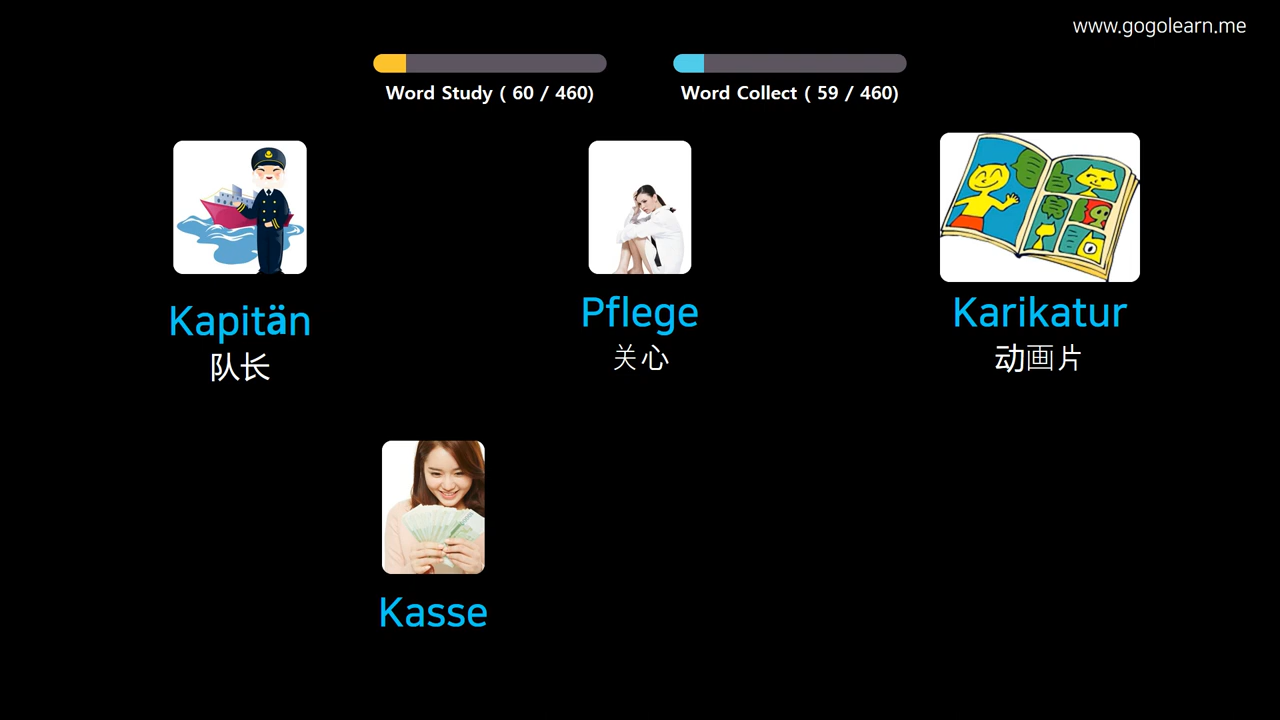 www.gogolearn.me
Word Study ( 60 / 460)
Word Collect ( 59 / 460)
Kapitän
队长
Pflege
关心
Karikatur
动画片
Kasse